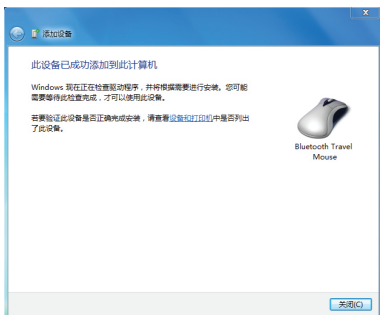 添加设备
此设备已成功添加到此计算机
Windows 现在正在检查驱动程序，并将根据需要进行安装。您可能
需要等待此检查完成，才可以使用此设备。
若要验证此设备是否正确完成安装，请查看设备和打印机中是否列出
了此设备。
Bluetooth Travel
Mouse
关闭(C)